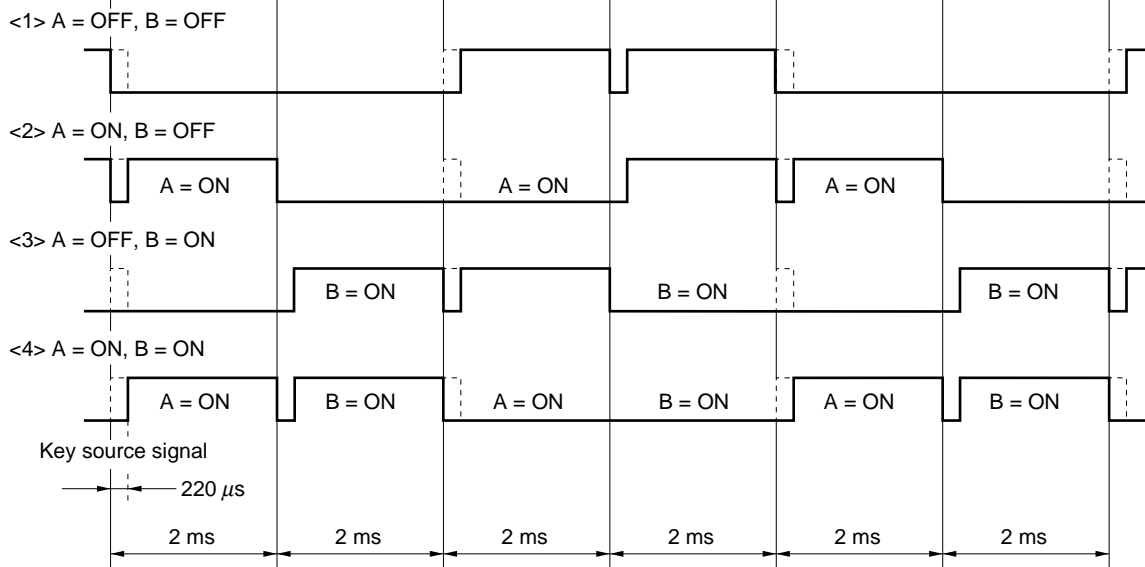 <1> A = OFF, B = OFF
<2> A = ON, B = OFF
A = ON
A = ON
A = ON
<3> A = OFF, B = ON
B = ON
B = ON
B = ON
<4> A = ON, B = ON
A = ON
B = ON
A = ON
B = ON
A = ON
B = ON
Key source signal
220 μs
2 ms
2 ms
2 ms
2 ms
2 ms
2 ms